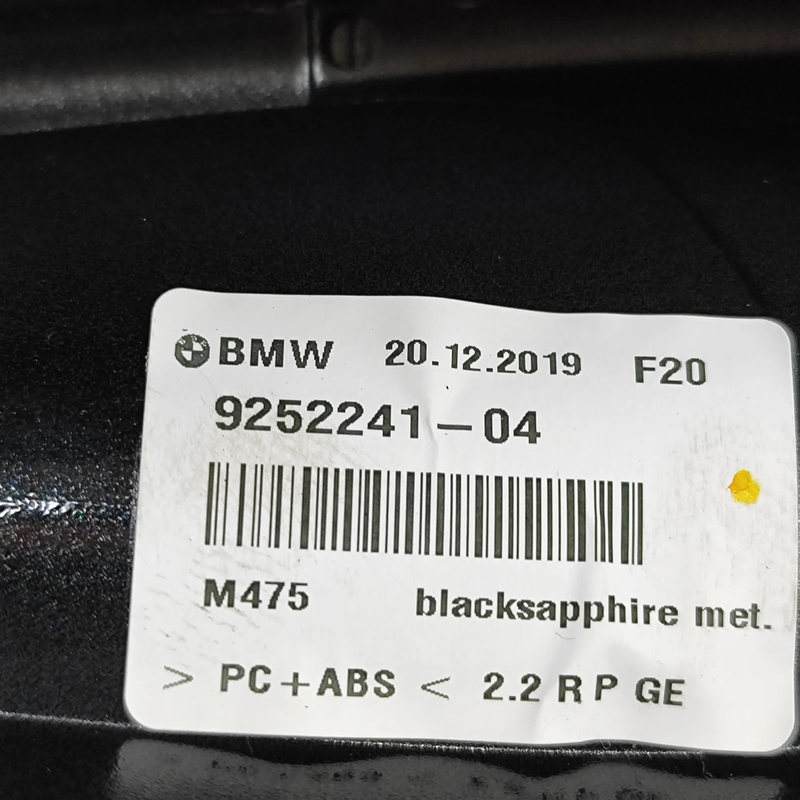 BMW 20.12.2019 F20
9252241-04
M475 blacksapphire met.
> PC+ABS < 2.2 R P GE